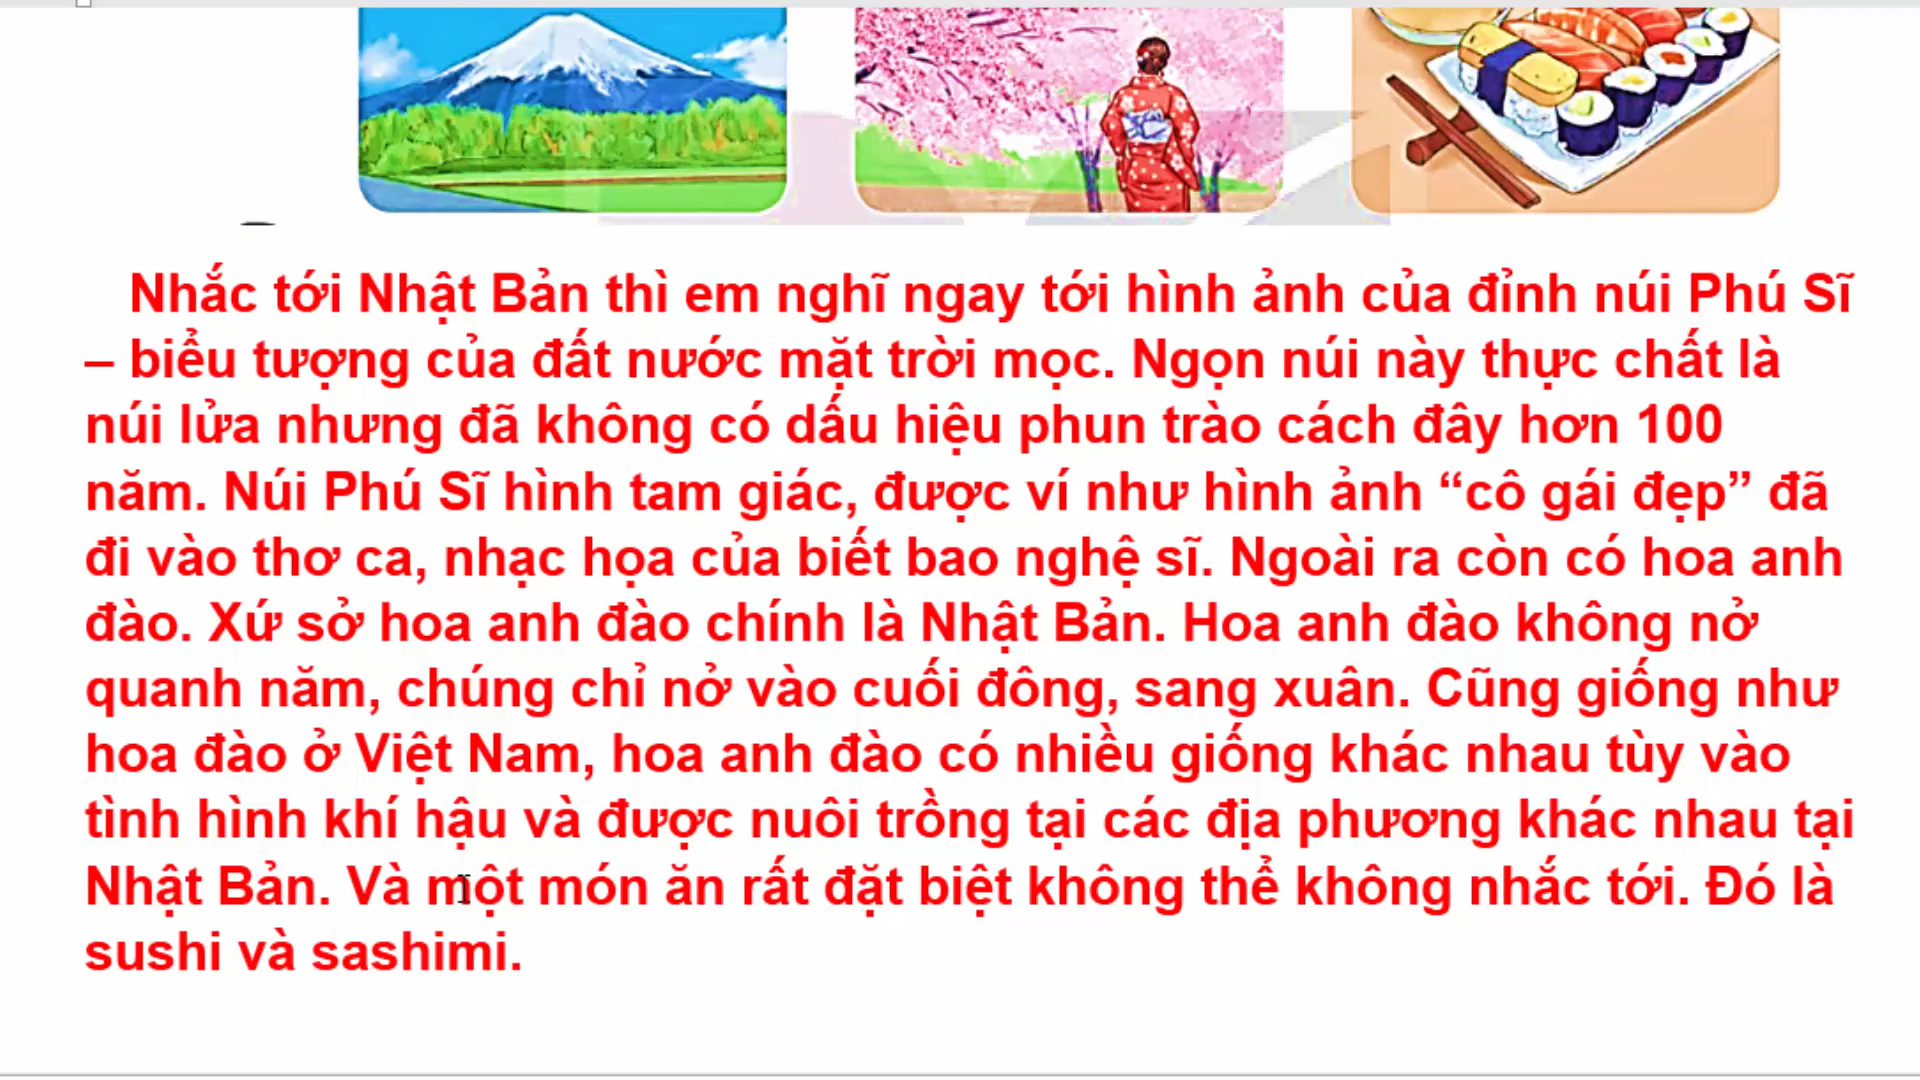 Nhắc tới Nhật Bản thì em nghĩ ngay tới hình ảnh của đỉnh núi Phú Sĩ
– biểu tượng của đất nước mặt trời mọc. Ngọn núi này thực chất là
núi lửa nhưng đã không có dấu hiệu phun trào cách đây hơn 100
năm. Núi Phú Sĩ hình tam giác, được ví như hình ảnh “cô gái đẹp” đã
đi vào thơ ca, nhạc họa của biết bao nghệ sĩ. Ngoài ra còn có hoa anh
đào. Xứ sở hoa anh đào chính là Nhật Bản. Hoa anh đào không nở
quanh năm, chúng chỉ nở vào cuối đông, sang xuân. Cũng giống như
hoa đào ở Việt Nam, hoa anh đào có nhiều giống khác nhau tùy vào
tình hình khí hậu và được nuôi trồng tại các địa phương khác nhau tại
Nhật Bản. Và một món ăn rất đặt biệt không thể không nhắc tới. Đó là
sushi và sashimi.